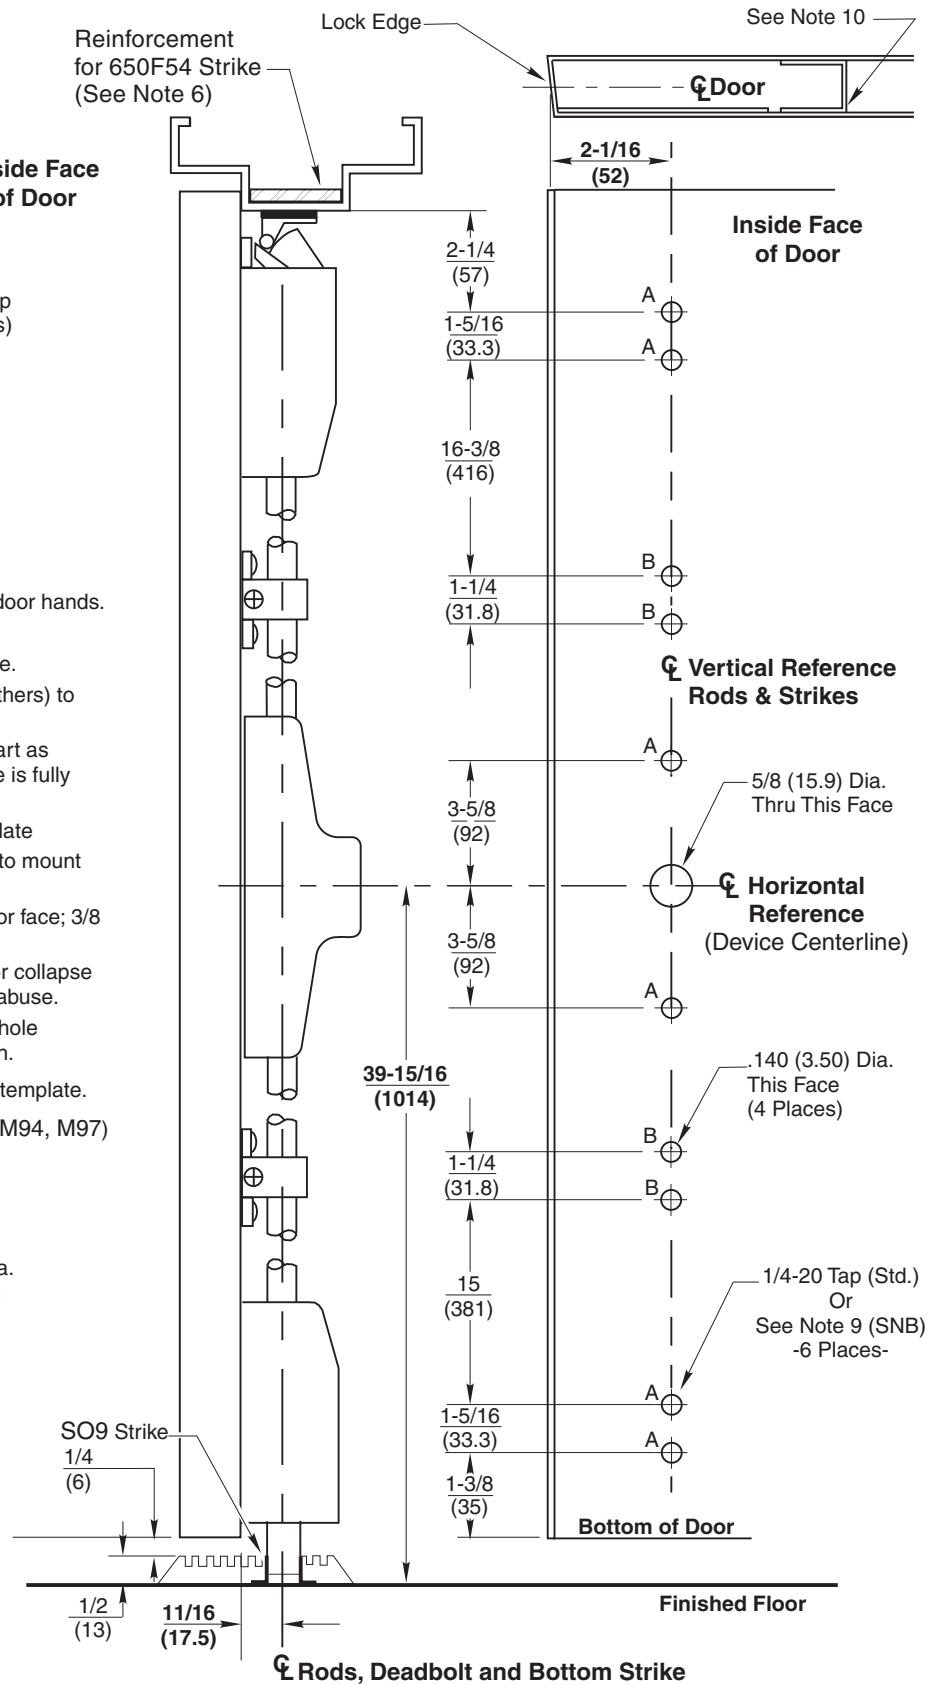 Lock Edge
See Note 10
Reinforcement
for 650F54 Strike
(See Note 6)
℄ Door
side Face
of Door
2-1/16
(52)
Inside Face
of Door
2-1/4
(57)
A
1-5/16
(33.3)
A
16-3/8
(416)
B
1-1/4
(31.8)
B
door hands.
e.
thers) to
art as
e is fully
late
to mount
or face; 3/8
or collapse
abuse.
hole
n.
template.
M94, M97)
a.
p
s)
℄ Vertical Reference
Rods & Strikes
A
5/8 (15.9) Dia.
Thru This Face
3-5/8
(92)
℄ Horizontal
Reference
(Device Centerline)
3-5/8
(92)
A
39-15/16
(1014)
.140 (3.50) Dia.
This Face
(4 Places)
B
1-1/4
(31.8)
B
15
(381)
1/4-20 Tap (Std.)
Or
See Note 9 (SNB)
-6 Places-
A
1-5/16
(33.3)
A
1-3/8
(35)
SO9 Strike
1/4
(6)
Bottom of Door
1/2
(13)
11/16
(17.5)
Finished Floor
℄ Rods, Deadbolt and Bottom Strike